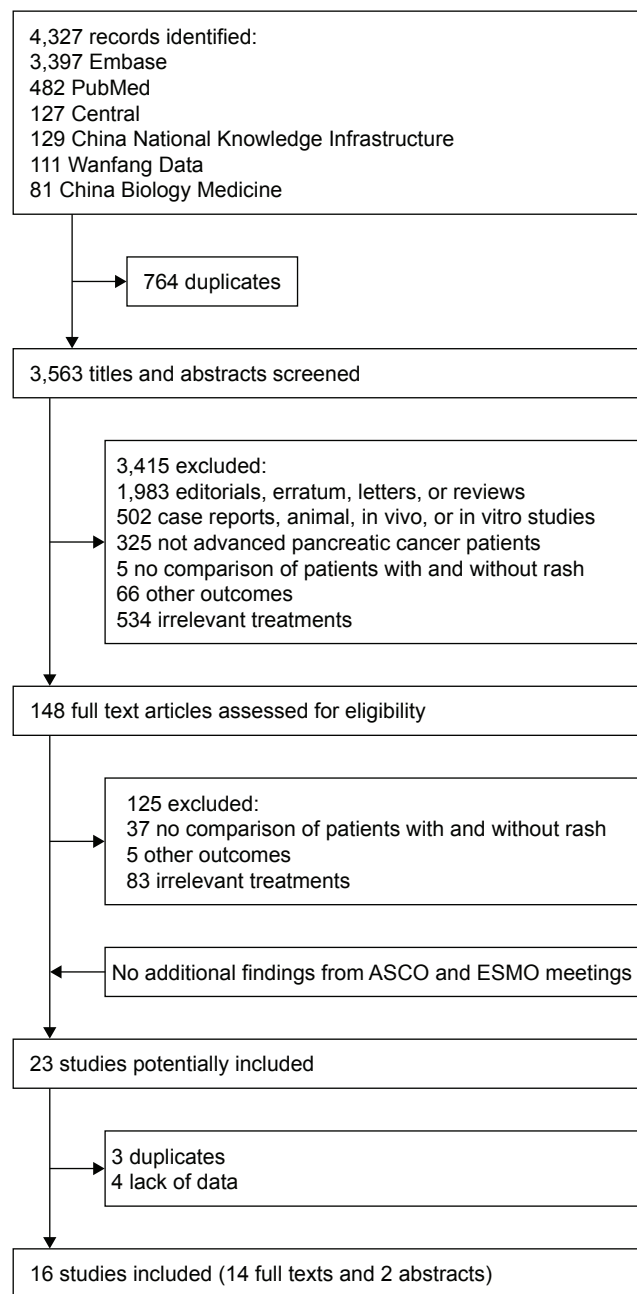 4,327 records identified:
3,397 Embase
482 PubMed
127 Central
129 China National Knowledge Infrastructure
111 Wanfang Data
81 China Biology Medicine
764 duplicates
3,563 titles and abstracts screened
3,415 excluded:
1,983 editorials, erratum, letters, or reviews
502 case reports, animal, in vivo, or in vitro studies
325 not advanced pancreatic cancer patients
5 no comparison of patients with and without rash
66 other outcomes
534 irrelevant treatments
148 full text articles assessed for eligibility
125 excluded:
37 no comparison of patients with and without rash
5 other outcomes
83 irrelevant treatments
No additional findings from ASCO and ESMO meetings
23 studies potentially included
3 duplicates
4 lack of data
16 studies included (14 full texts and 2 abstracts)